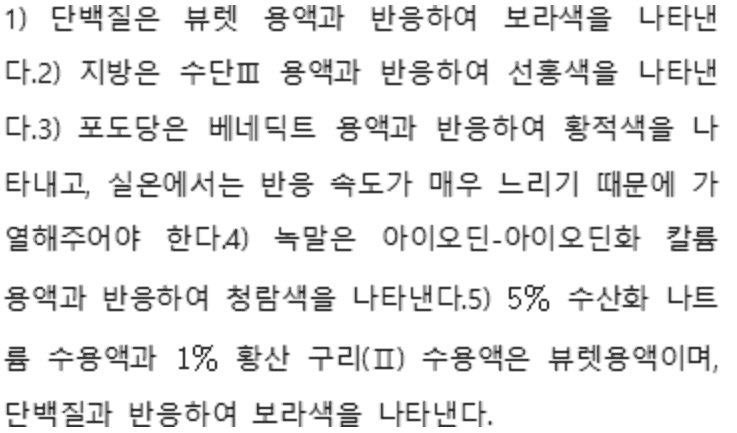 1) 단백질은 뷰렛 용액과 반응하여 보라색을 나타낸
다.2) 지방은 수단Ⅲ 용액과 반응하여 선홍색을 나타낸
다.3) 포도당은 베네딕트 용액과 반응하여 황적색을 나
타내고, 실온에서는 반응 속도가 매우 느리기 때문에 가
열해주어야 한다.4) 녹말은 아이오딘-아이오딘화 칼륨
용액과 반응하여 청람색을 나타낸다.5) 5% 수산화 나트
륨 수용액과 1% 황산 구리(Ⅱ) 수용액은 뷰렛용액이며,
단백질과 반응하여 보라색을 나타낸다.